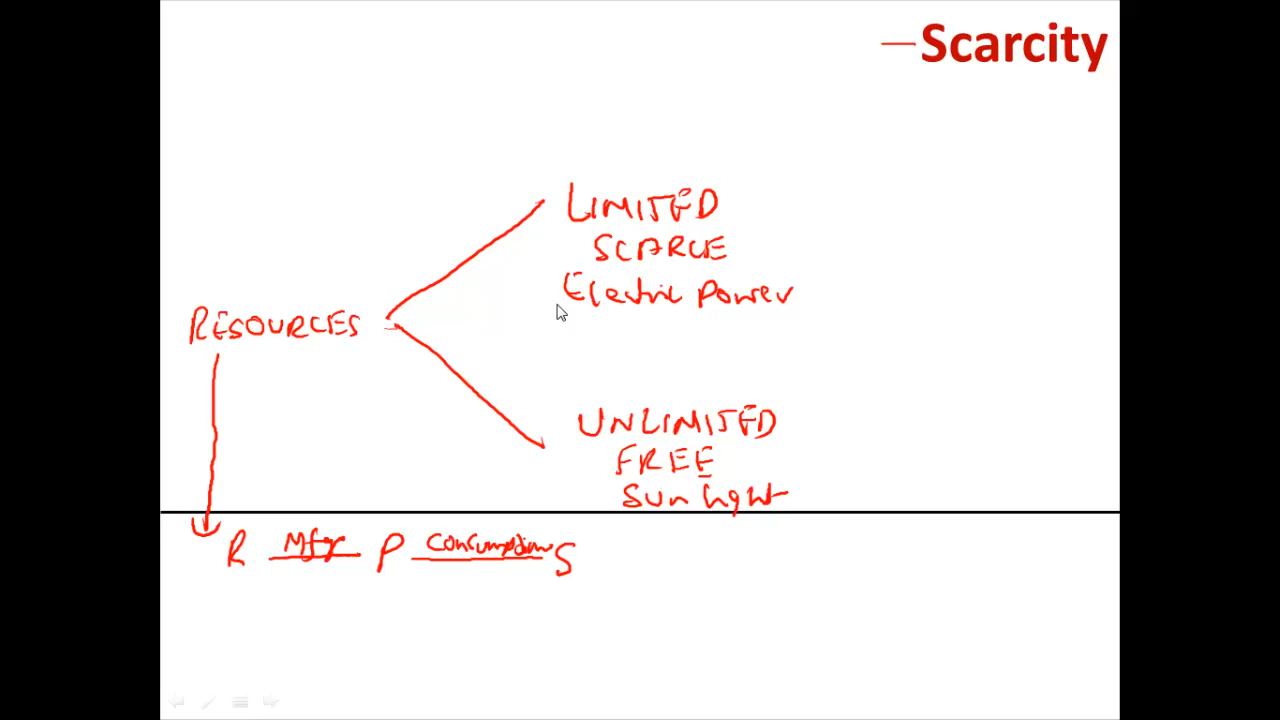 Scarcity
LIMITED
SCARCE
Electric power
RESOURCES
UNLIMITED
FREE
Sunlight
R Mfg P Consumption S